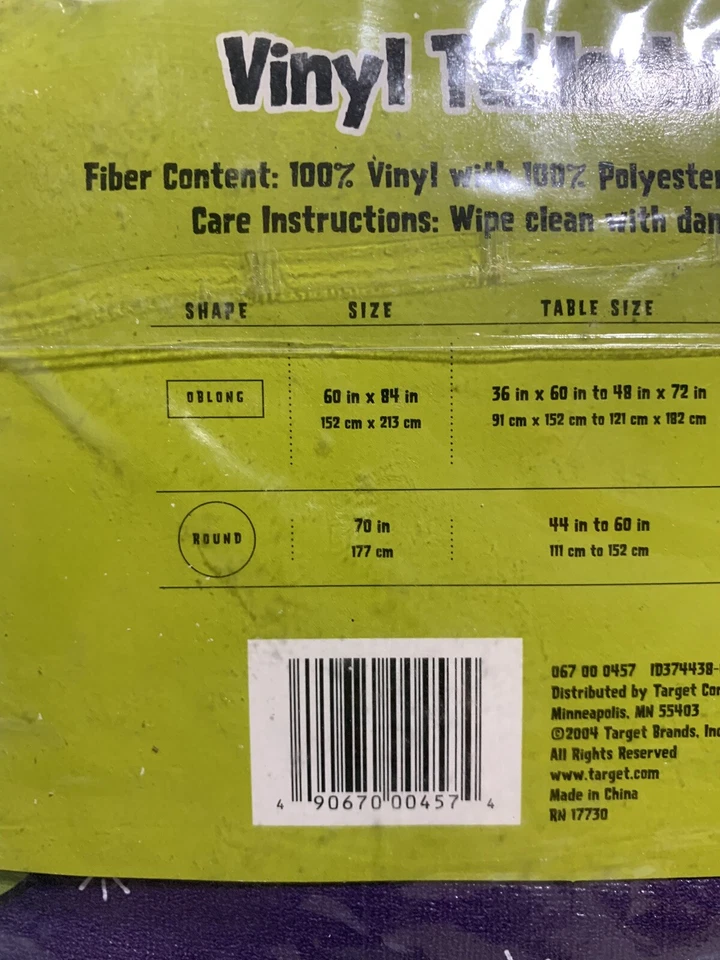 Vinyl
Fiber Content: 100% Vinyl with 100% Polyester
Care Instructions: Wipe clean with
SHAPE SIZE TABLE SIZE
OBLONG 60 in x 84 in 36 in x 60 in to 48 in x 72 in
152 cm x 213 cm 91 cm x 152 cm to 121 cm x 182 cm
ROUND 70 in 44 in to 60 in
177 cm 111 cm to 152 cm
4 90670 00457 4
067 00 0457 ID374438-
Distributed by Target
Minneapolis, MN 55403
©2004 Target Brands, Inc
All Rights Reserved
www.target.com
Made in China
RN 17730